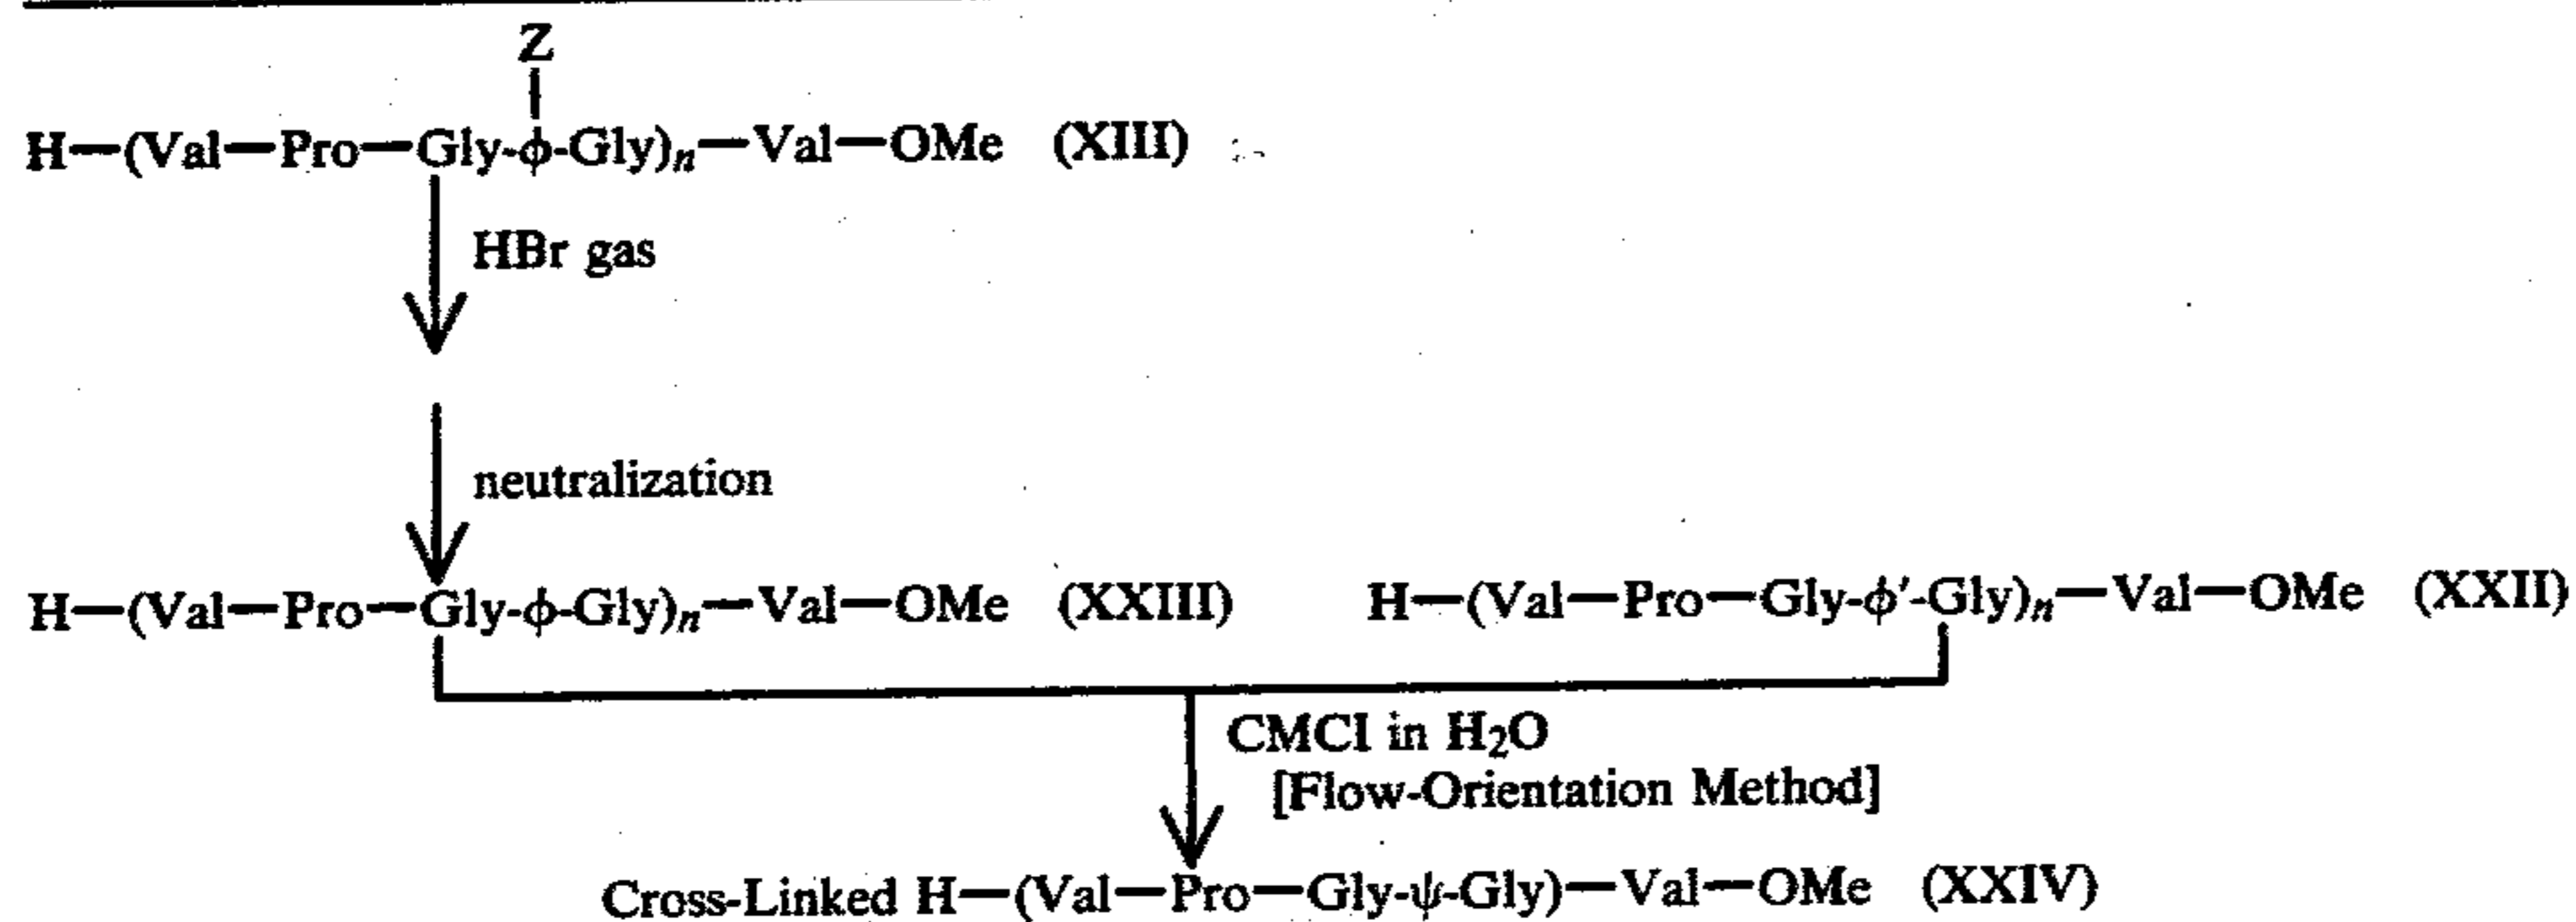 Z
H—(Val—Pro—Gly-ϕ-Gly)n—Val—OMe (XIII)
HBr gas
neutralization
H—(Val—Pro—Gly-ϕ-Gly)n—Val—OMe (XXIII) H—(Val—Pro—Gly-ϕ′-Gly)n—Val—OMe (XXII)
CMCI in H2O
[Flow-Orientation Method]
Cross-Linked H—(Val—Pro—Gly-ψ-Gly)—Val—OMe (XXIV)